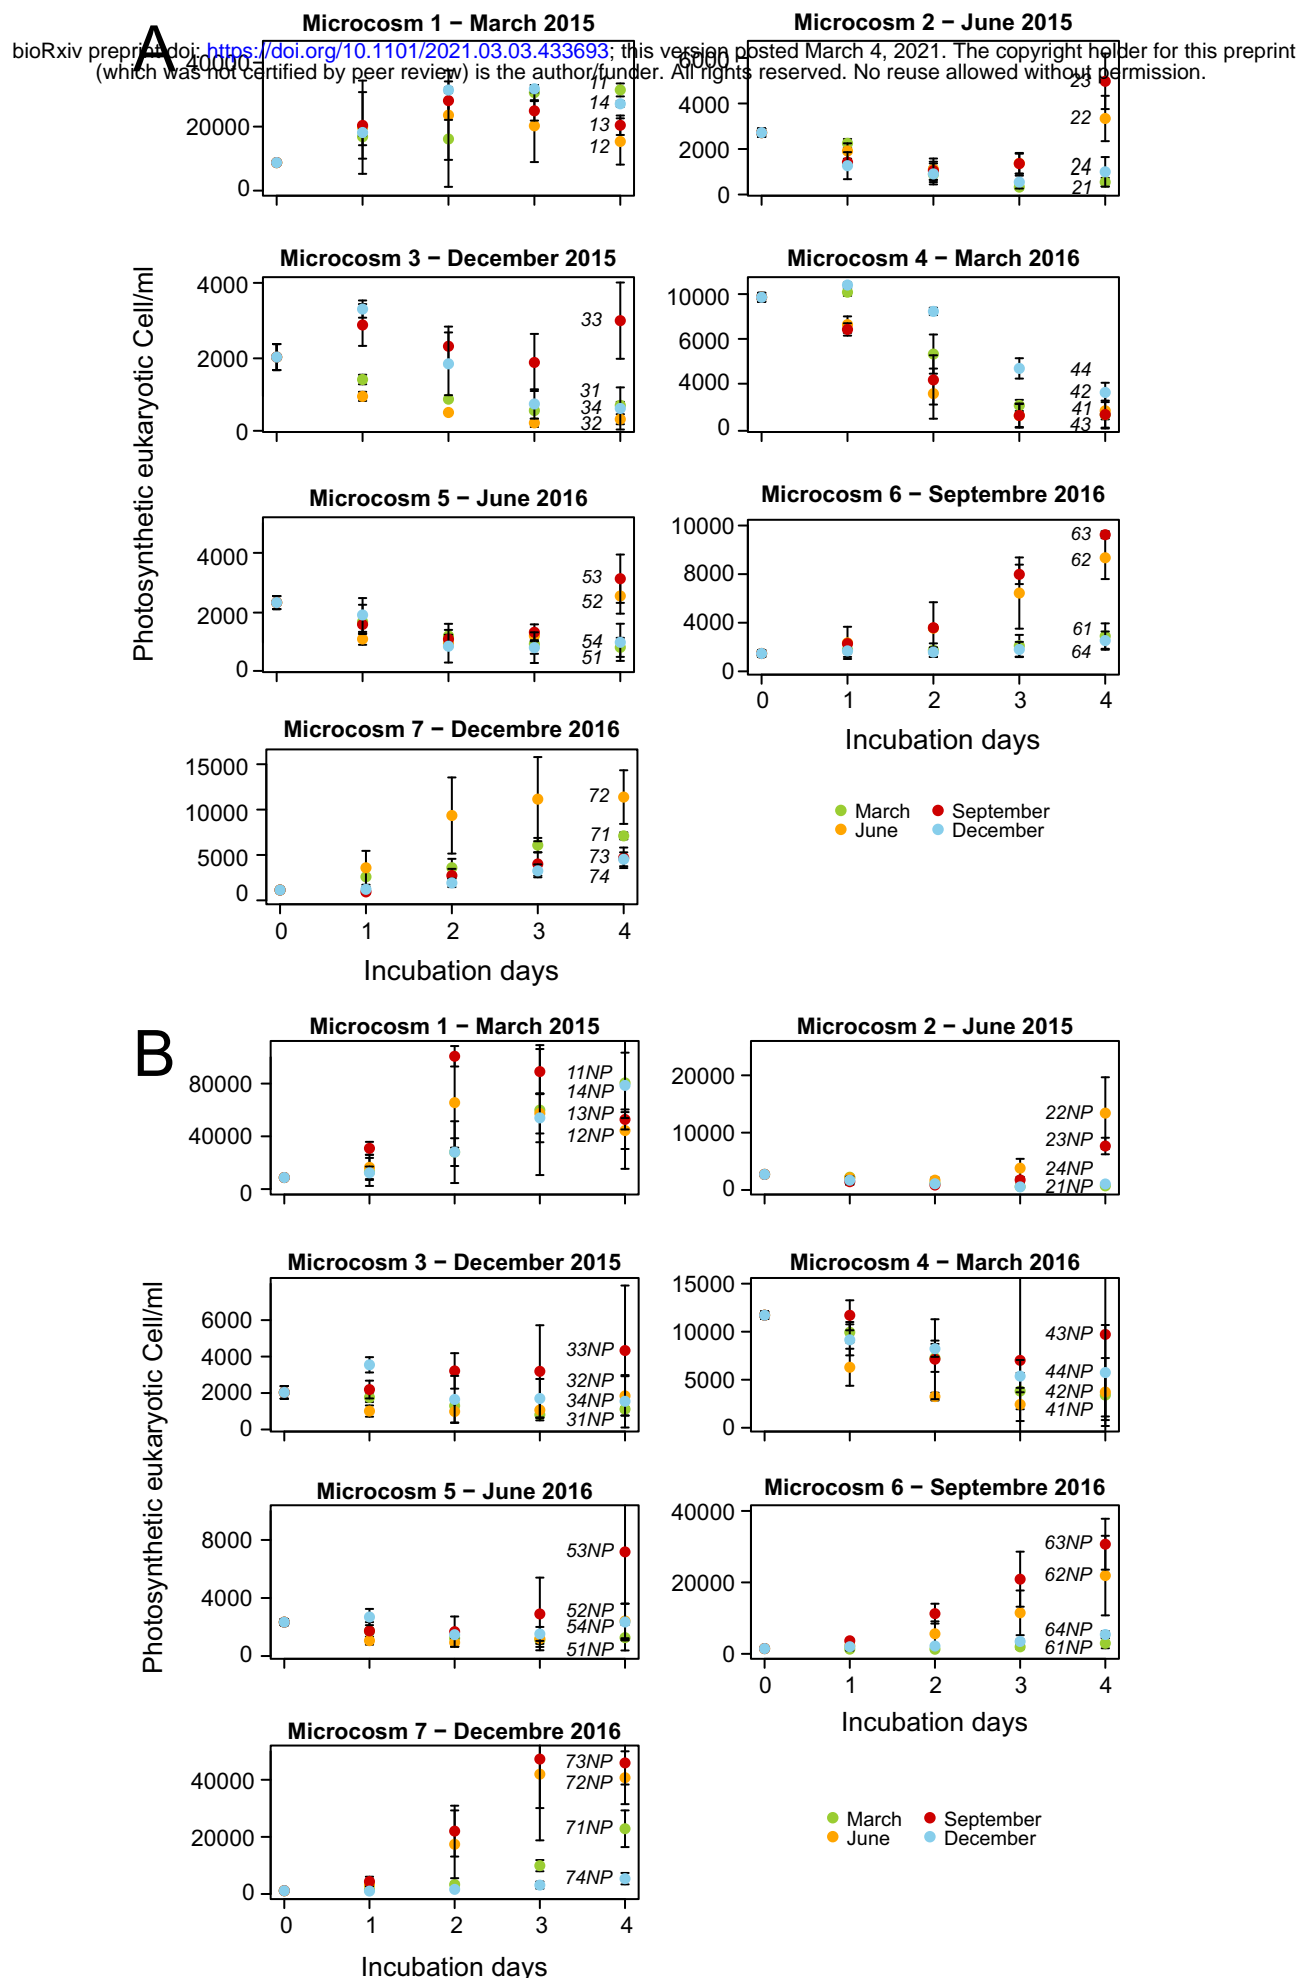 A
Microcosm 1 − March 2015
Microcosm 2 − June 2015
bioRxiv preprint doi: https://doi.org/10.1101/2021.03.03.433693; this version posted March 4, 2021. The copyright holder for this preprint
(which was not certified by peer review) is the author/funder. All rights reserved. No reuse allowed without permission.
40000
20000
0
11
14
13
12
6000
4000
2000
0
23
22
24
21
Photosynthetic eukaryotic Cell/ml
Microcosm 3 − December 2015
4000
2000
0
33
31
34
32
Microcosm 4 − March 2016
10000
6000
4000
0
44
42
41
43
Microcosm 5 − June 2016
4000
2000
0
53
52
54
51
Microcosm 6 − Septembre 2016
10000
8000
4000
0
63
62
61
64
0 1 2 3 4
Incubation days
Microcosm 7 − Decembre 2016
15000
10000
5000
0
72
71
73
74
0 1 2 3 4
Incubation days
March
September
June
December
B
Microcosm 1 − March 2015
80000
40000
0
11NP
14NP
13NP
12NP
Microcosm 2 − June 2015
20000
10000
0
22NP
23NP
24NP
21NP
Photosynthetic eukaryotic Cell/ml
Microcosm 3 − December 2015
6000
4000
2000
0
33NP
32NP
34NP
31NP
Microcosm 4 − March 2016
15000
10000
5000
0
43NP
44NP
42NP
41NP
Microcosm 5 − June 2016
8000
4000
0
53NP
52NP
54NP
51NP
Microcosm 6 − Septembre 2016
40000
20000
0
63NP
62NP
64NP
61NP
0 1 2 3 4
Incubation days
Microcosm 7 − Decembre 2016
40000
20000
0
73NP
72NP
71NP
74NP
0 1 2 3 4
Incubation days
March
September
June
December